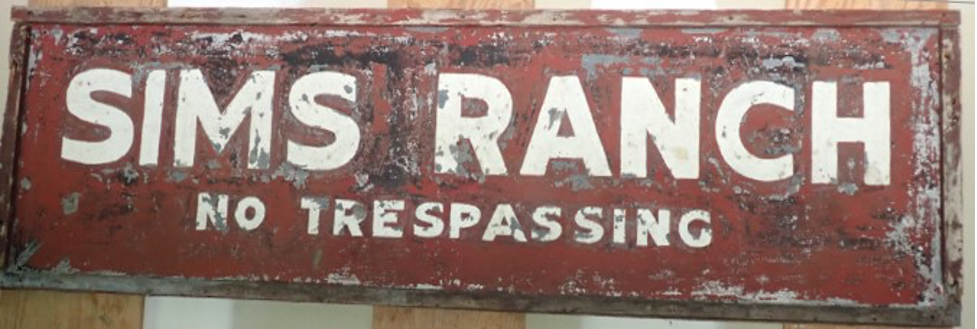 SIMS RANCH
NO TRESPASSING